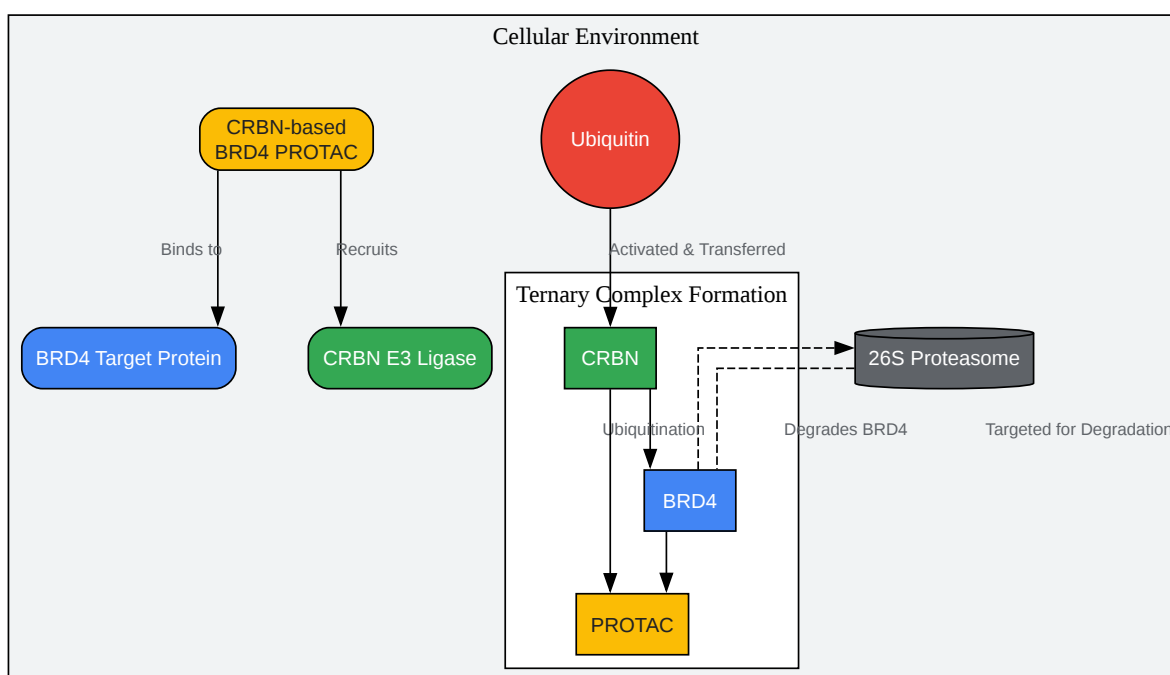 Cellular Environment
CRBN-based
BRD4 PROTAC
Ubiquitin
Binds to
Recruits
Activated & Transferred
Ternary Complex Formation
BRD4 Target Protein
CRBN E3 Ligase
CRBN
26S Proteasome
Ubiquitination
Degrades BRD4
Targeted for Degradation
BRD4
PROTAC